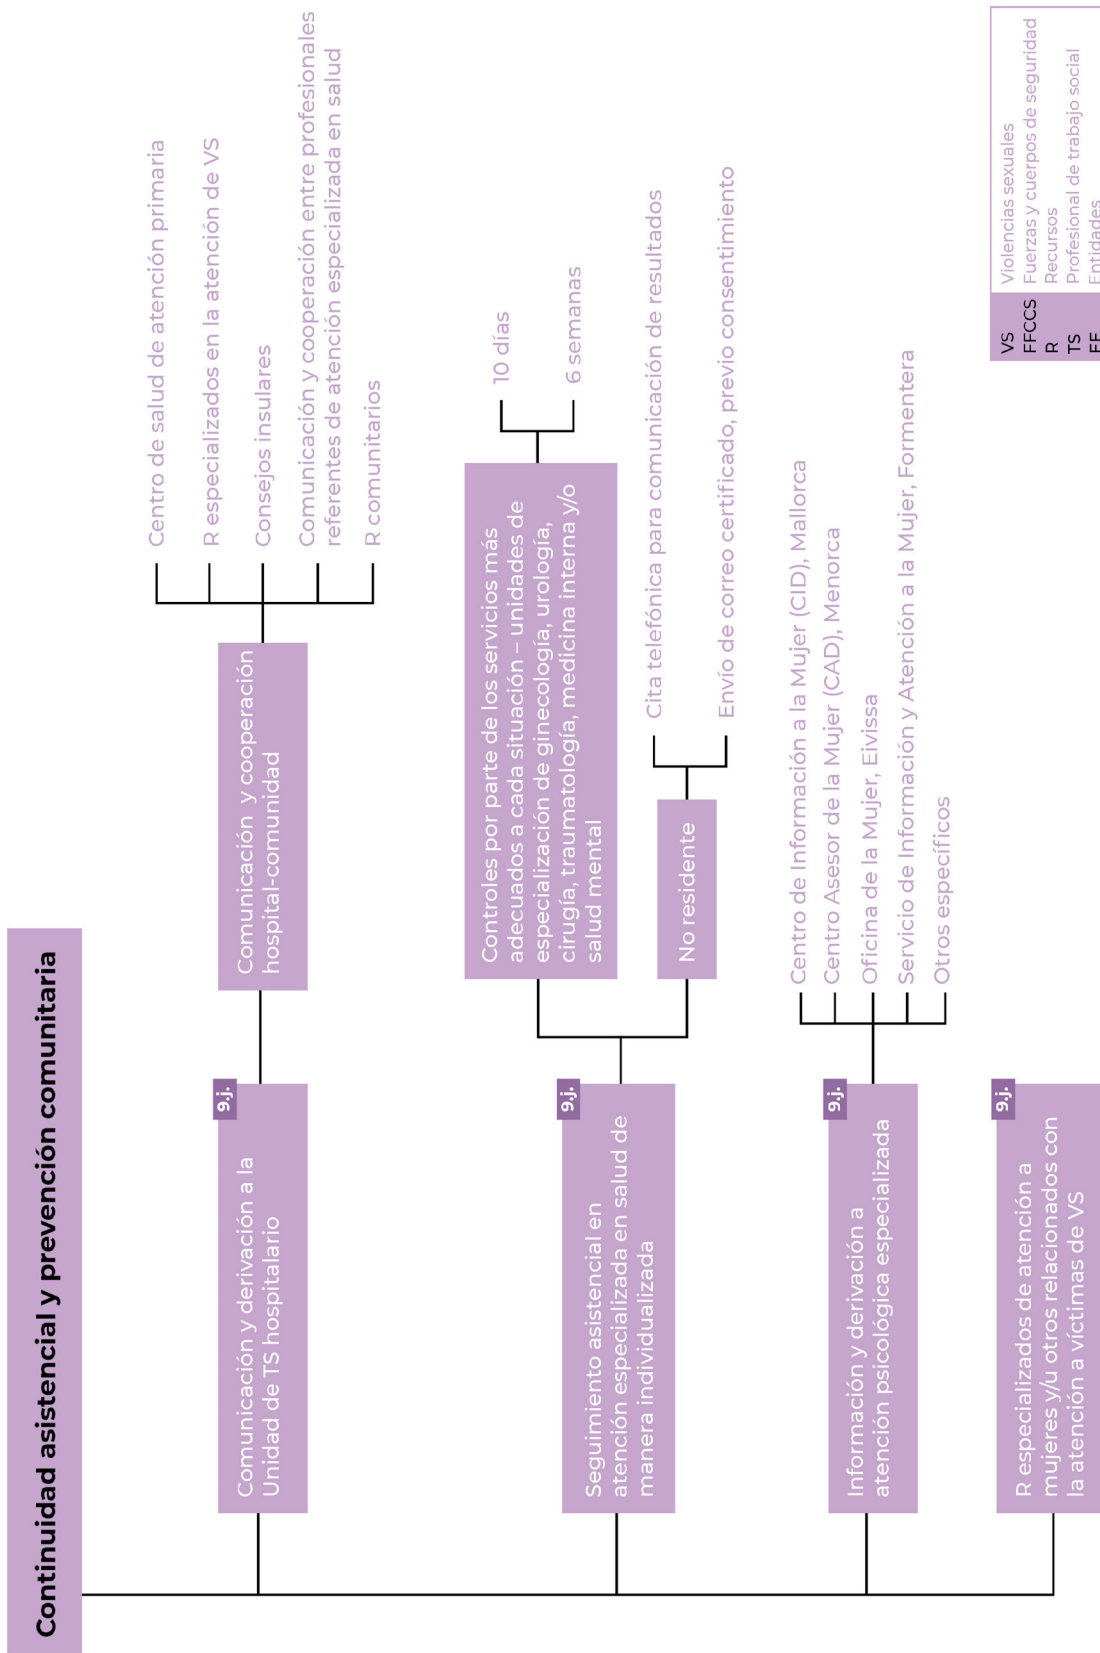 Continuidad asistencial y prevención comunitaria
9.j.
Comunicación y derivación a la
Unidad de TS hospitalario
Comunicación y cooperación
hospital-comunidad
Centro de salud de atención primaria
R especializados en la atención de VS
Consejos insulares
Comunicación y cooperación entre profesionales
referentes de atención especializada en salud
R comunitarios
9.j.
Seguimiento asistencial en
atención especializada en salud de
manera individualizada
Controles por parte de los servicios más
adecuados a cada situación – unidades de
especialización de ginecología, urología,
cirugía, traumatología, medicina interna y/o
salud mental
10 días
6 semanas
No residente
Cita telefónica para comunicación de resultados
Envío de correo certificado, previo consentimiento
9.j.
Información y derivación a
atención psicológica especializada
Centro de Información a la Mujer (CID), Mallorca
Centro Asesor de la Mujer (CAD), Menorca
Oficina de la Mujer, Eivissa
Servicio de Información y Atención a la Mujer, Formentera
Otros específicos
9.j.
R especializados de atención a
mujeres y/u otros relacionados con
la atención a víctimas de VS
VS Violencias sexuales
FFCCS Fuerzas y cuerpos de seguridad
R Recursos
TS Profesional de trabajo social
EE Entidades